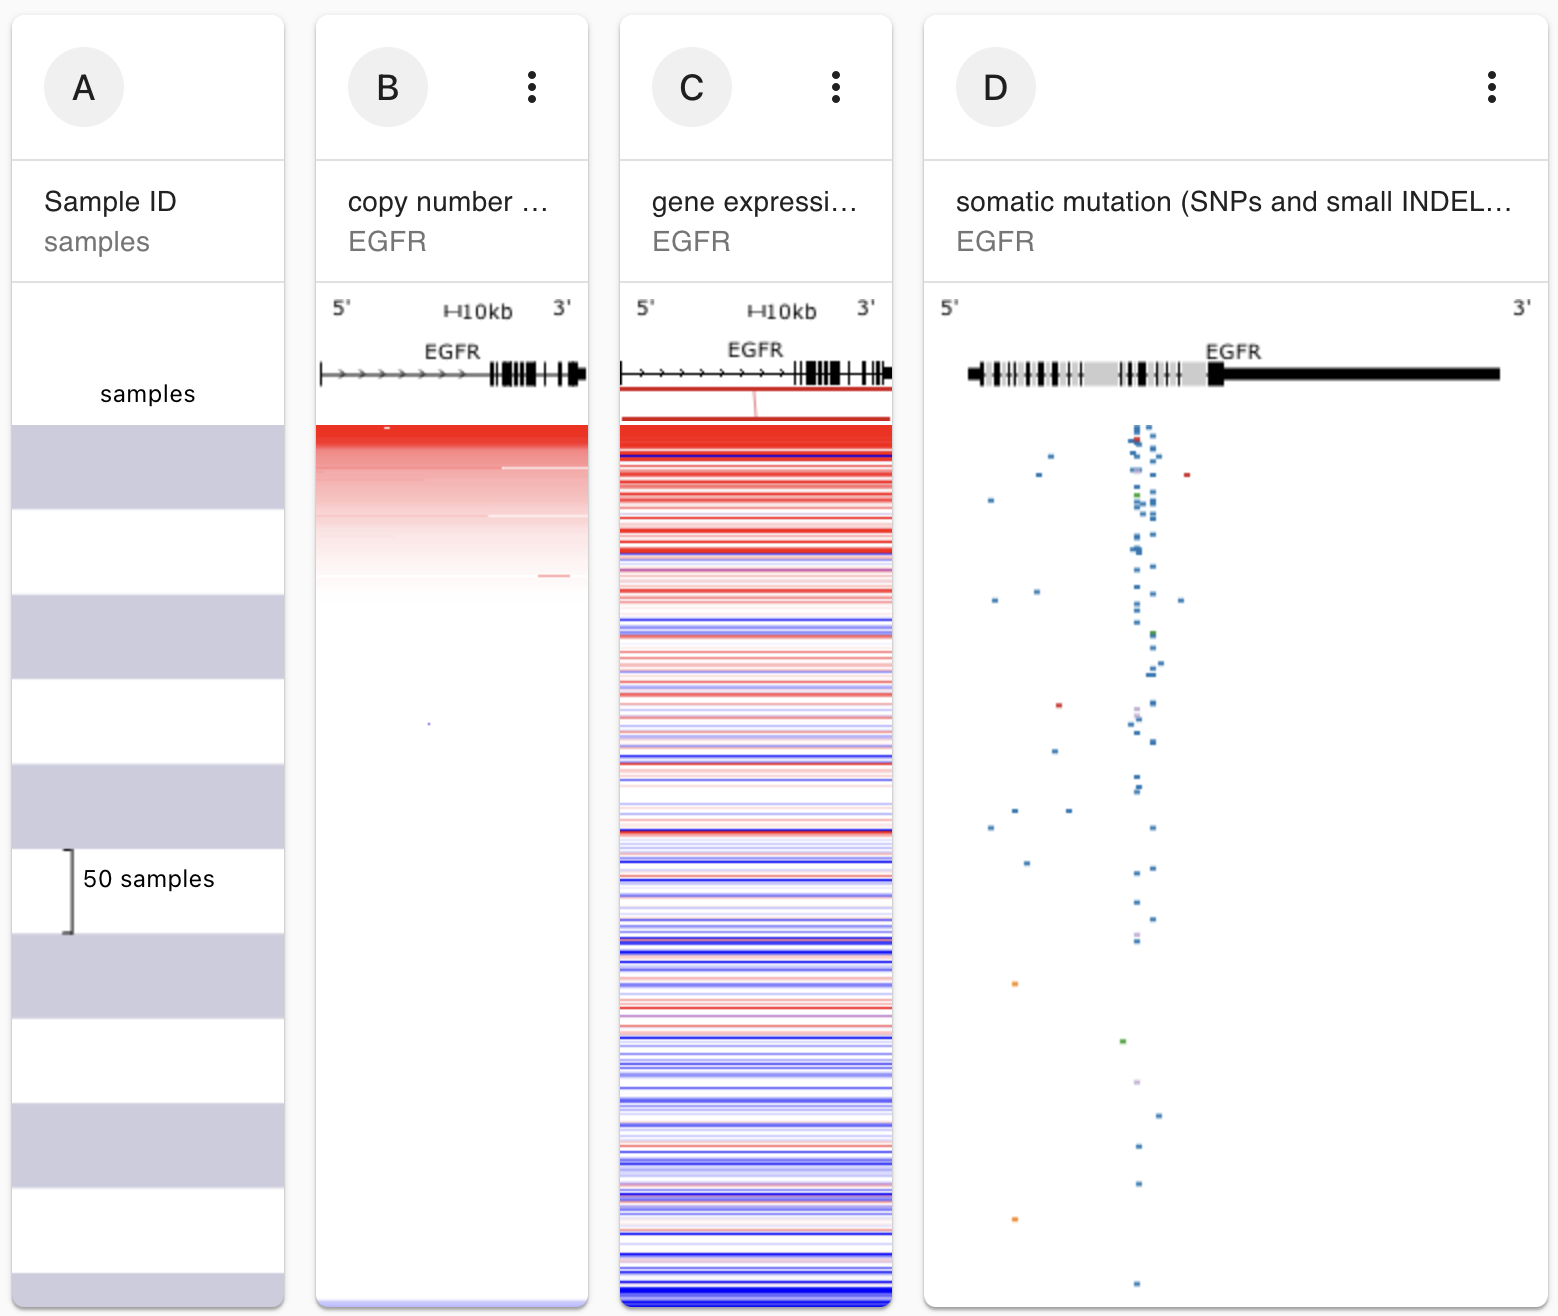 A
B
C
D
Sample ID
samples
copy number ...
EGFR
gene expressi...
EGFR
somatic mutation (SNPs and small INDEL...
EGFR
5'
10kb
3'
EGFR
5'
10kb
3'
EGFR
5'
3'
EGFR
samples
50 samples